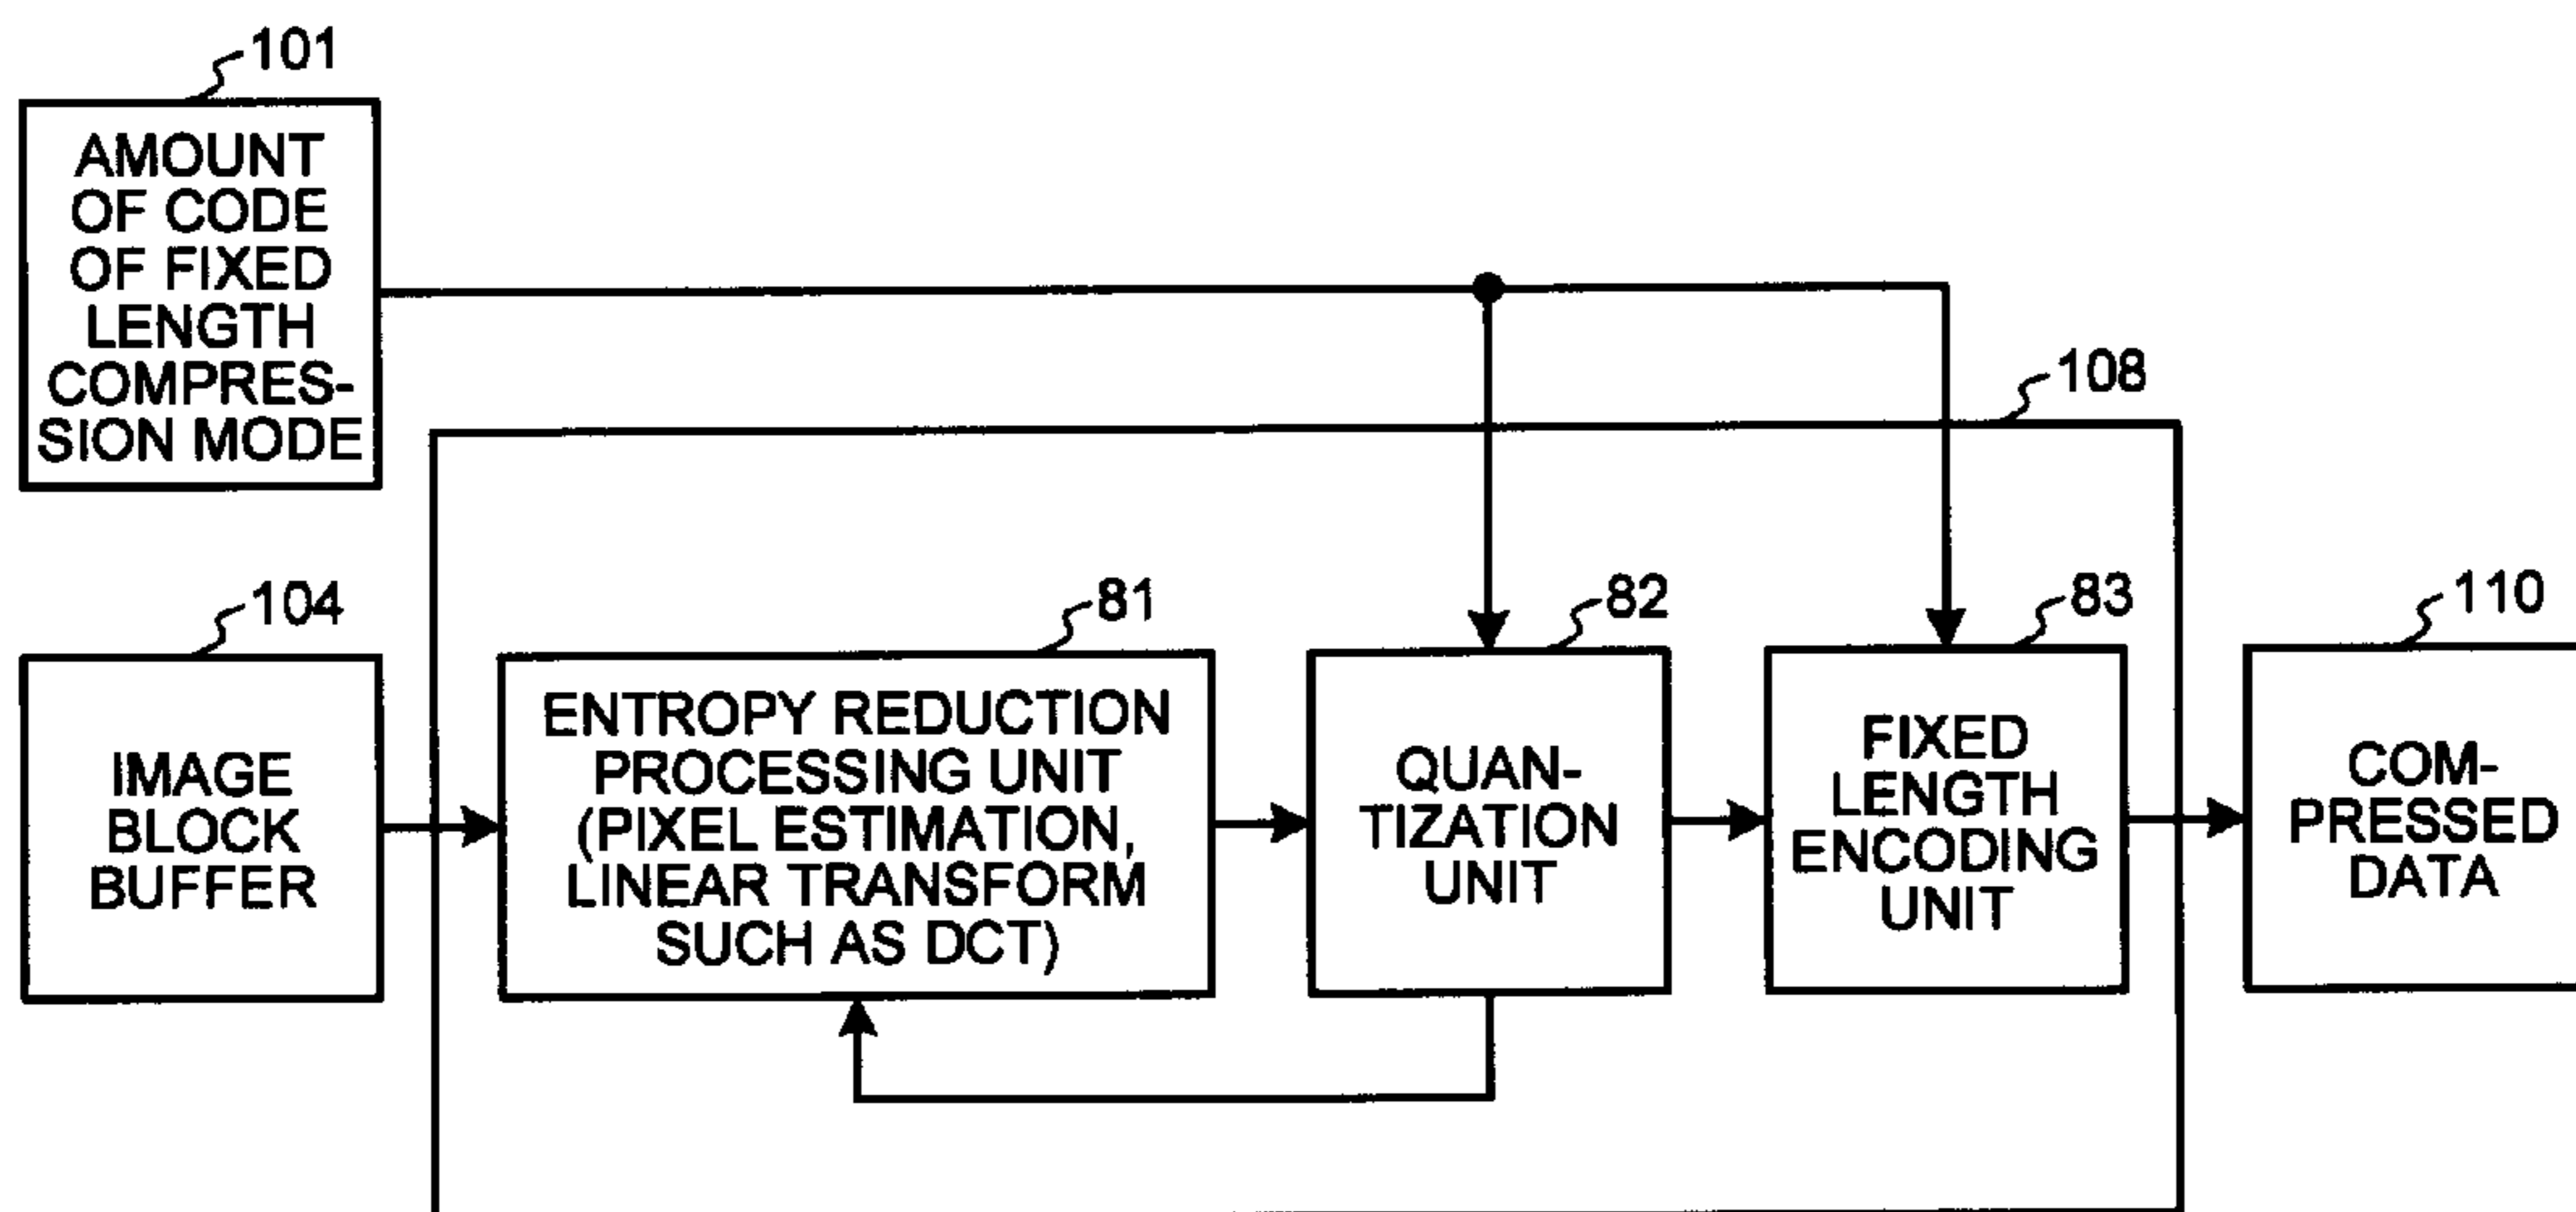 101
AMOUNT
OF CODE
OF FIXED
LENGTH
COMPRES-
SION MODE
108
104
IMAGE
BLOCK
BUFFER
81
ENTROPY REDUCTION
PROCESSING UNIT
(PIXEL ESTIMATION,
LINEAR TRANSFORM
SUCH AS DCT)
82
QUAN-
TIZATION
UNIT
83
FIXED
LENGTH
ENCODING
UNIT
110
COM-
PRESSED
DATA